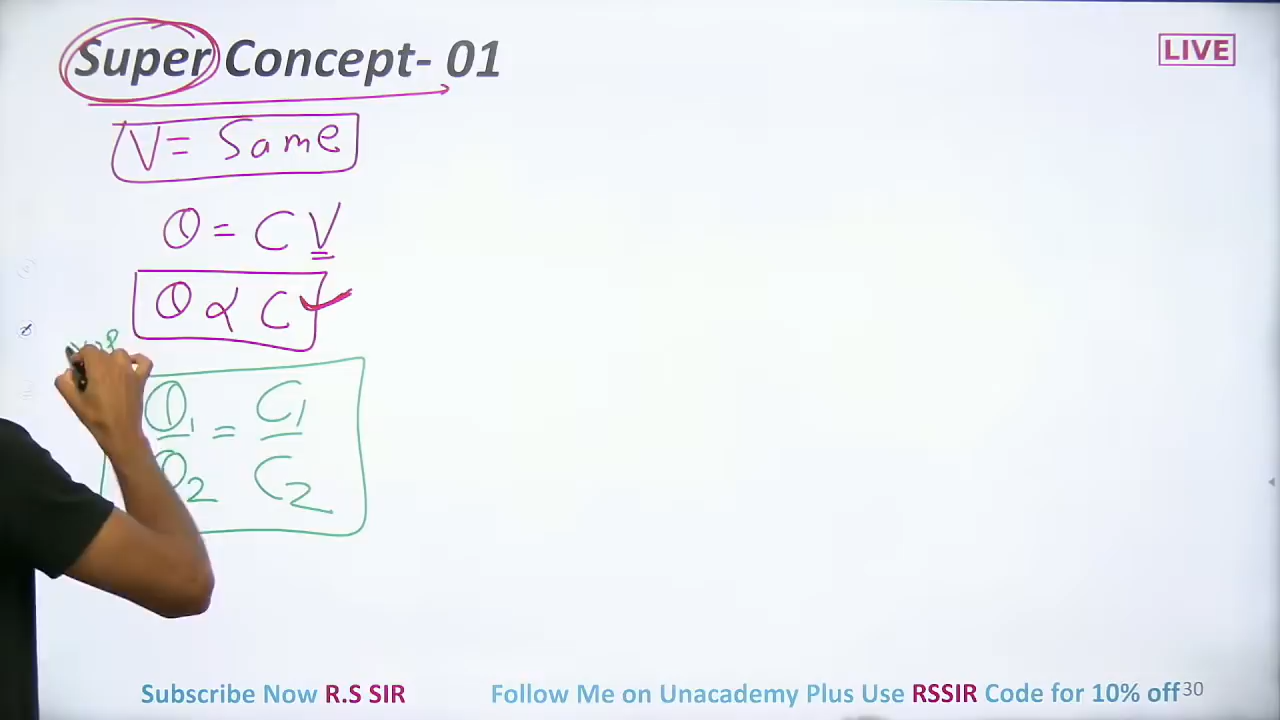 Super Concept- 01
LIVE
V = Same
Q = C V
Q ∝ C
Q1 = C1
Q2 C2
Subscribe Now R.S SIR
Follow Me on Unacademy Plus Use RSSIR Code for 10% off
30